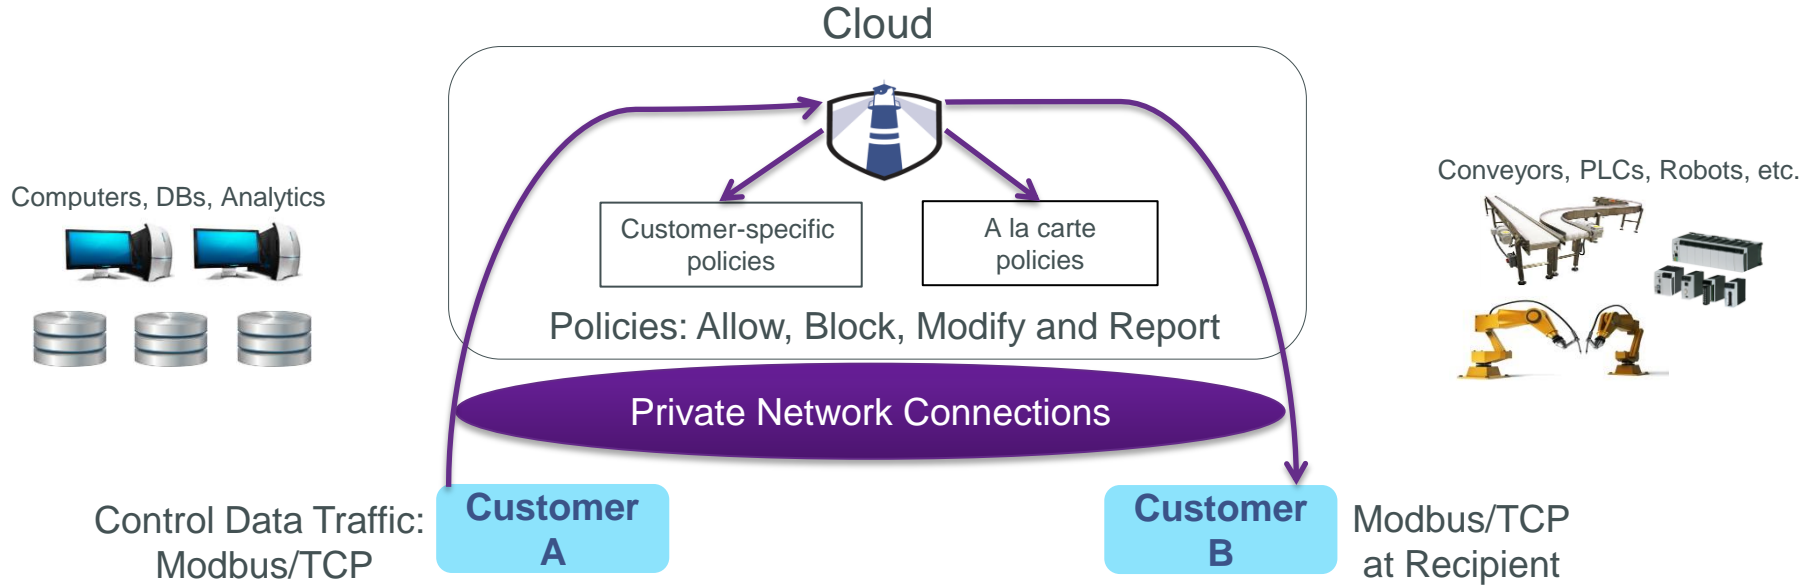 Cloud
Computers, DBs, Analytics
Conveyors, PLCs, Robots, etc.
Customer-specific
policies
A la carte
policies
Policies: Allow, Block, Modify and Report
Private Network Connections
Control Data Traffic:
Modbus/TCP
Customer
A
Customer
B
Modbus/TCP
at Recipient